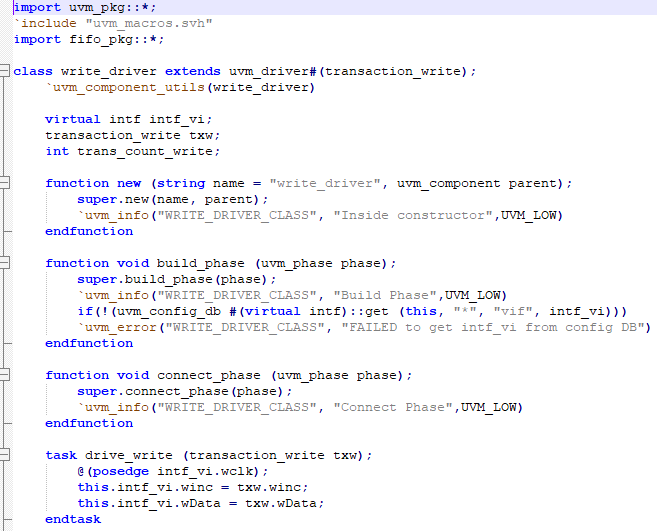 import uvm_pkg::*;
`include "uvm_macros.svh"
import fifo_pkg::*;
class write_driver extends uvm_driver#(transaction_write);
`uvm_component_utils(write_driver)
virtual intf intf_vi;
transaction_write txw;
int trans_count_write;
function new (string name = "write_driver", uvm_component parent);
super.new(name, parent);
`uvm_info("WRITE_DRIVER_CLASS", "Inside constructor",UVM_LOW)
endfunction
function void build_phase (uvm_phase phase);
super.build_phase(phase);
`uvm_info("WRITE_DRIVER_CLASS", "Build Phase",UVM_LOW)
if(!(uvm_config_db #(virtual intf)::get (this, "*", "vif", intf_vi)))
`uvm_error("WRITE_DRIVER_CLASS", "FAILED to get intf_vi from config DB")
endfunction
function void connect_phase (uvm_phase phase);
super.connect_phase(phase);
`uvm_info("WRITE_DRIVER_CLASS", "Connect Phase",UVM_LOW)
endfunction
task drive_write (transaction_write txw);
@(posedge intf_vi.wclk);
this.intf_vi.winc = txw.winc;
this.intf_vi.wData = txw.wData;
endtask